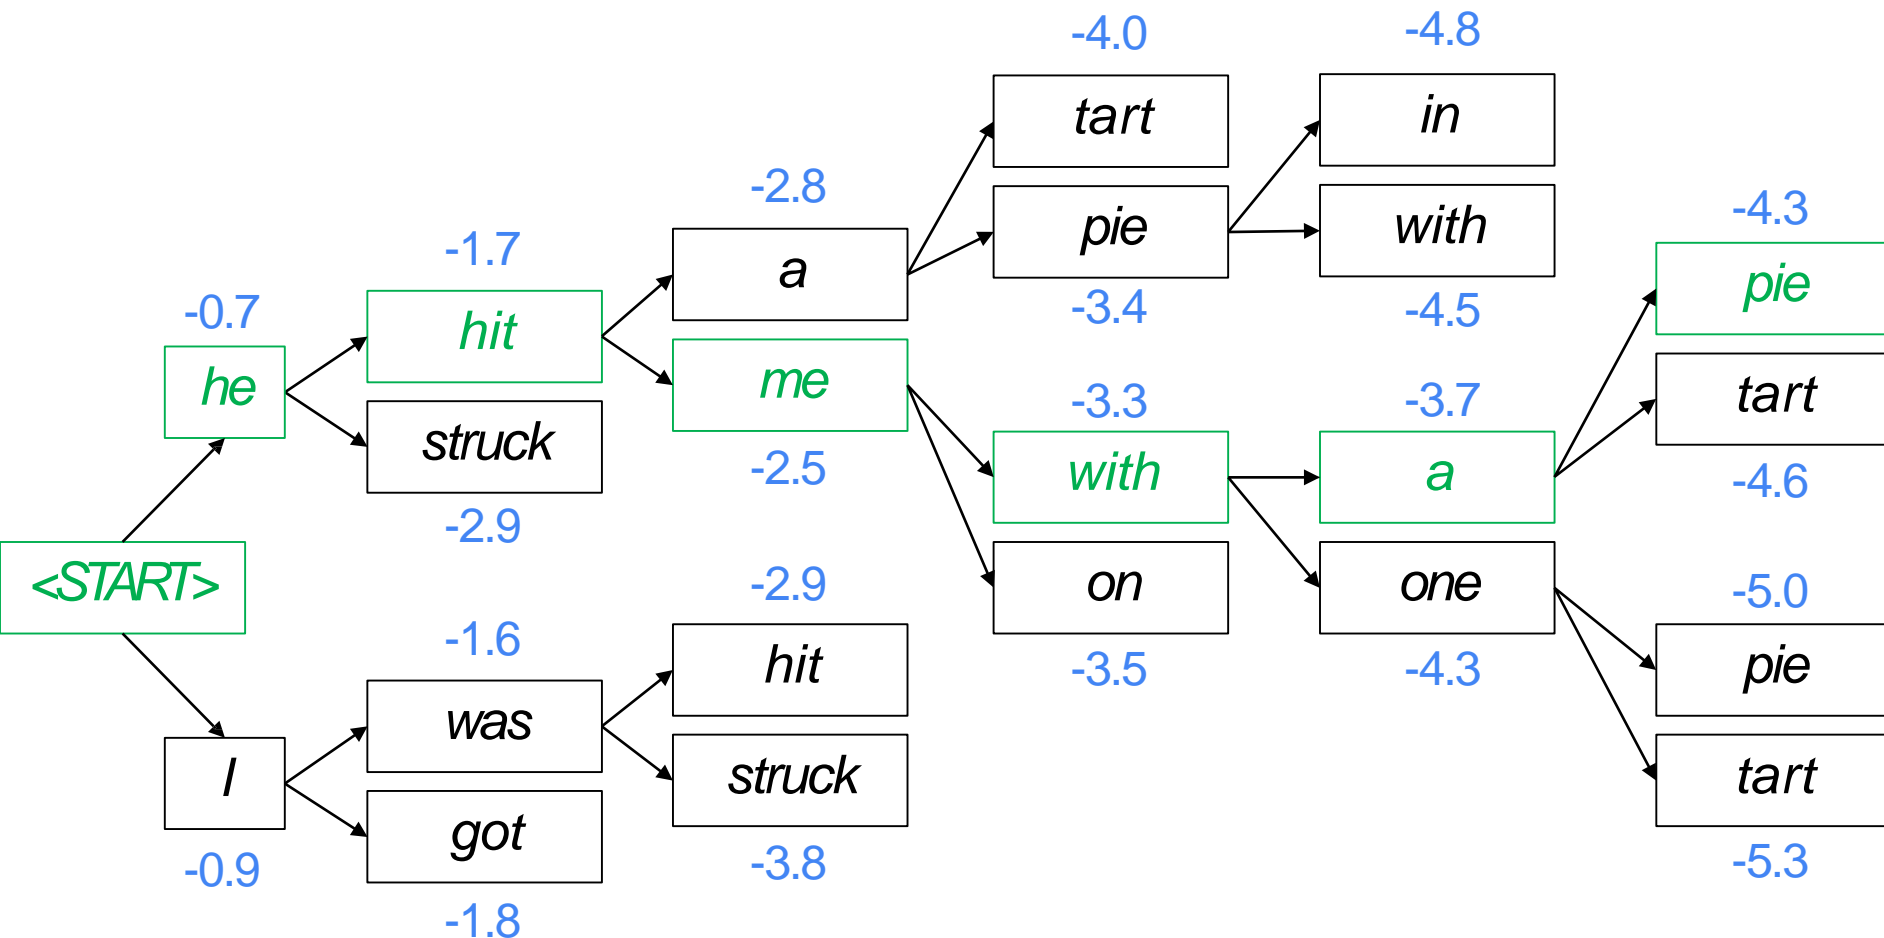 -4.0
-4.8
tart
in
-2.8
pie
with
-4.3
-1.7
a
pie
-0.7
-3.4
-4.5
hit
he
me
-3.3
-3.7
tart
struck
-2.5
with
a
-4.6
-2.9
<START>
-2.9
on
one
-5.0
-1.6
hit
-3.5
-4.3
pie
was
I
struck
tart
got
-0.9
-3.8
-5.3
-1.8